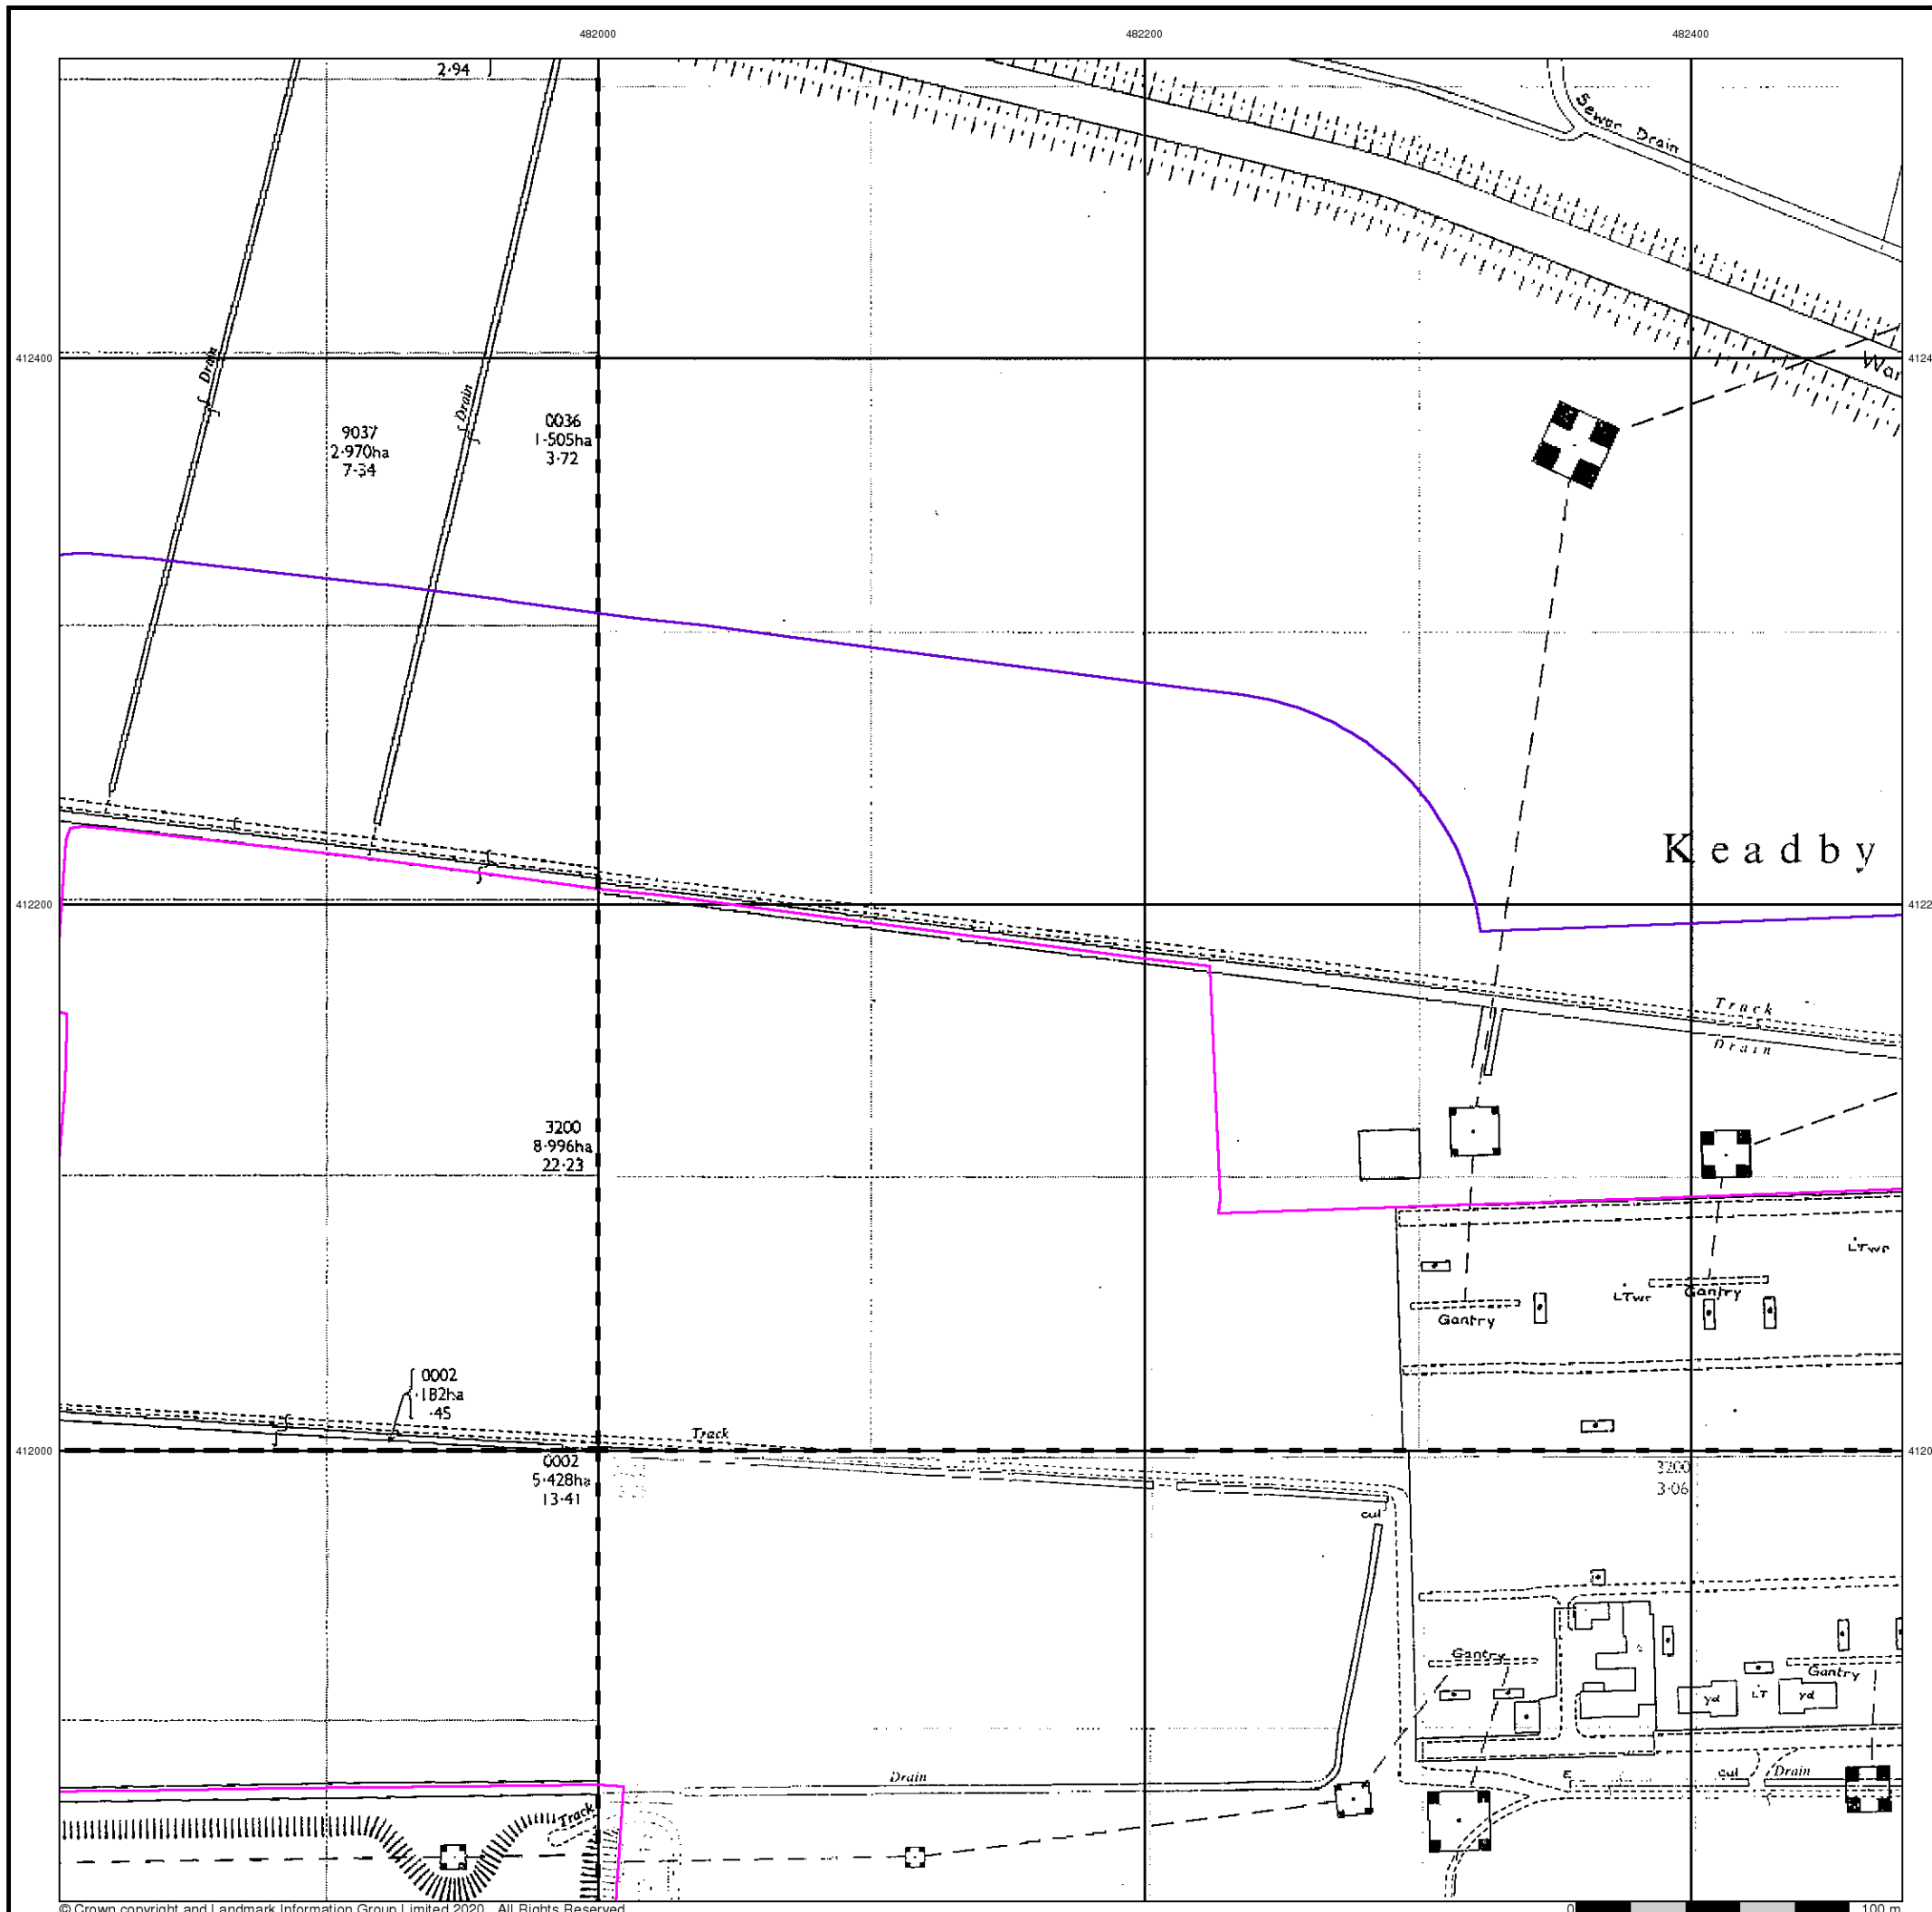 482000
482200
482400
2·94
Sewer Drain
412400
Drain
Drain
9037
2·970ha
7·34
0036
1·505ha
3·72
Keadby
412200
Track
Drain
3200
8·996ha
22·23
LTwr
LTwr
Gantry
Gantry
0002
·182ha
·45
Track
412000
0002
5·428ha
13·41
3200
3·06
cul
Gantry
Gantry
yd
LT
yd
Drain
E
cul
Drain
Track
© Crown copyright and Landmark Information Group Limited 2020. All Rights Reserved.
0
100 m